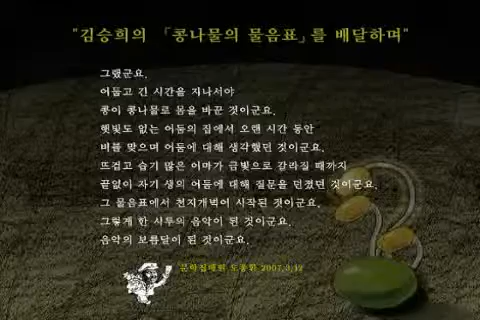 "김승희의 「콩나물의 물음표」를 배달하며"
그랬군요.
어둡고 긴 시간을 지나서야
콩이 콩나물로 몸을 바꾼 것이군요.
햇빛도 없는 어둠의 집에서 오랜 시간 동안
비를 맞으며 어둠에 대해 생각했던 것이군요.
뜨겁고 습기 많은 이마가 금빛으로 갈라질 때까지
끝없이 자기 생의 어둠에 대해 질문을 던졌던 것이군요.
그 물음표에서 천지개벽이 시작된 것이군요.
그렇게 한 시루의 음악이 된 것이군요.
음악의 보름달이 된 것이군요.
문학집배원 도종환 2007.3.12